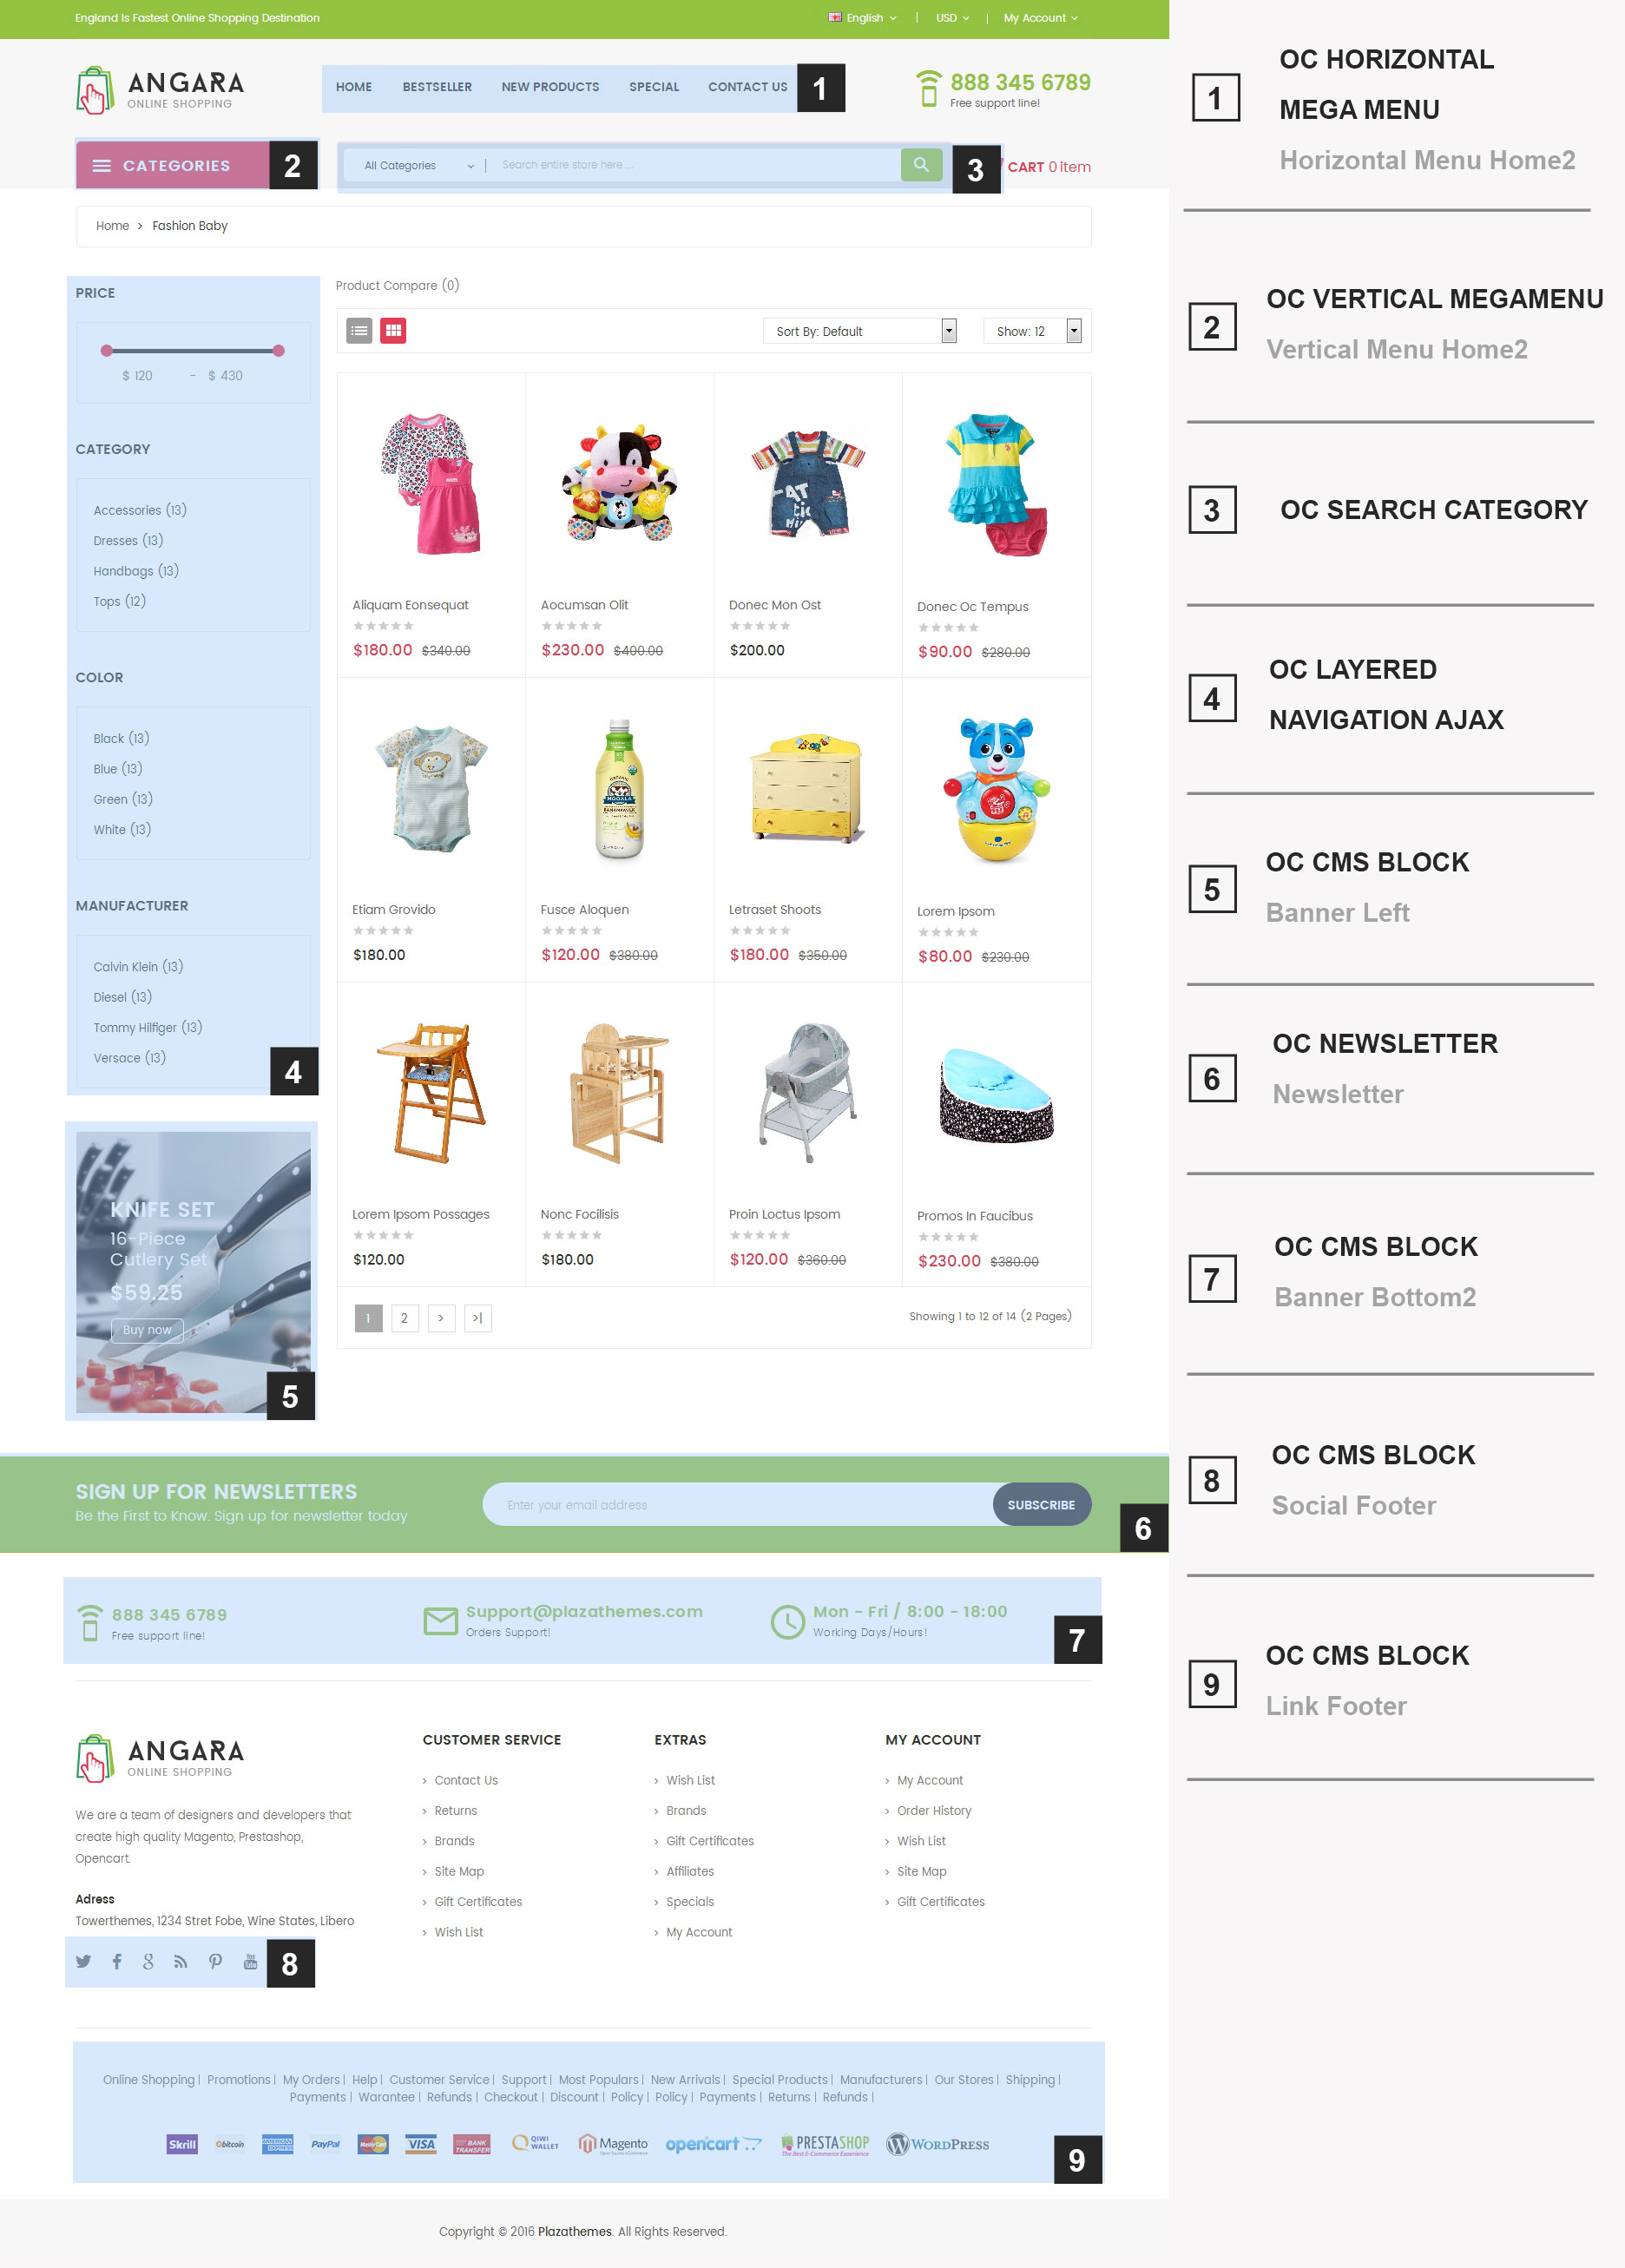 England Is Fastest Online Shopping Destination
English | USD | My Account
ANGARA
ONLINE SHOPPING
HOME BESTSELLER NEW PRODUCTS SPECIAL CONTACT US 1
888 345 6789
Free support line!
CATEGORIES 2
All Categories | Search entire store here ... 3
CART 0 item
Home > Fashion Baby
PRICE
$ 120 - $ 430
CATEGORY
Accessories (13)
Dresses (13)
Handbags (13)
Tops (12)
COLOR
Black (13)
Blue (13)
Green (13)
White (13)
MANUFACTURER
Calvin Klein (13)
Diesel (13)
Tommy Hilfiger (13)
Versace (13)
4
KNIFE SET
16-Piece
Cutlery Set
$59.25
Buy now
5
Product Compare (0)
Sort By: Default Show: 12
Aliquam Eonsequat Aocumsan Olit Donec Mon Ost Donec Oc Tempus
$180.00 $340.00 $230.00 $400.00 $200.00 $90.00 $280.00
Etiam Grovido Fusce Aloquen Letraset Shoots Lorem Ipsom
$180.00 $120.00 $380.00 $180.00 $350.00 $80.00 $230.00
Lorem Ipsom Possages Nonc Focilisis Proin Loctus Ipsom Promos In Faucibus
$120.00 $180.00 $120.00 $360.00 $230.00 $380.00
1 2 > >|
Showing 1 to 12 of 14 (2 Pages)
SIGN UP FOR NEWSLETTERS
Be the First to Know. Sign up for newsletter today
Enter your email address SUBSCRIBE
6
888 345 6789
Free support line!
Support@plazathemes.com
Orders Support!
Mon - Fri / 8:00 - 18:00
Working Days/Hours!
7
ANGARA
ONLINE SHOPPING
We are a team of designers and developers that
create high quality Magento, Prestashop,
Opencart.
Adress
Towerthemes, 1234 Stret Fobe, Wine States, Libero
8
CUSTOMER SERVICE
Contact Us
Returns
Brands
Site Map
Gift Certificates
Wish List
EXTRAS
Wish List
Brands
Gift Certificates
Affiliates
Specials
My Account
MY ACCOUNT
My Account
Order History
Wish List
Site Map
Gift Certificates
Online Shopping | Promotions | My Orders | Help | Customer Service | Support | Most Populars | New Arrivals | Special Products | Manufacturers | Our Stores | Shipping |
Payments | Warantee | Refunds | Checkout | Discount | Policy | Policy | Payments | Returns | Refunds |
Skrill bitcoin AMERICAN EXPRESS PayPal MasterCard VISA BANK TRANSFER QIWI WALLET Magento opencart PRESTASHOP WORDPRESS
The Best E-Commerce Experience
9
Copyright © 2016 Plazathemes. All Rights Reserved.
1
OC HORIZONTAL
MEGA MENU
Horizontal Menu Home2
2
OC VERTICAL MEGAMENU
Vertical Menu Home2
3
OC SEARCH CATEGORY
4
OC LAYERED
NAVIGATION AJAX
5
OC CMS BLOCK
Banner Left
6
OC NEWSLETTER
Newsletter
7
OC CMS BLOCK
Banner Bottom2
8
OC CMS BLOCK
Social Footer
9
OC CMS BLOCK
Link Footer